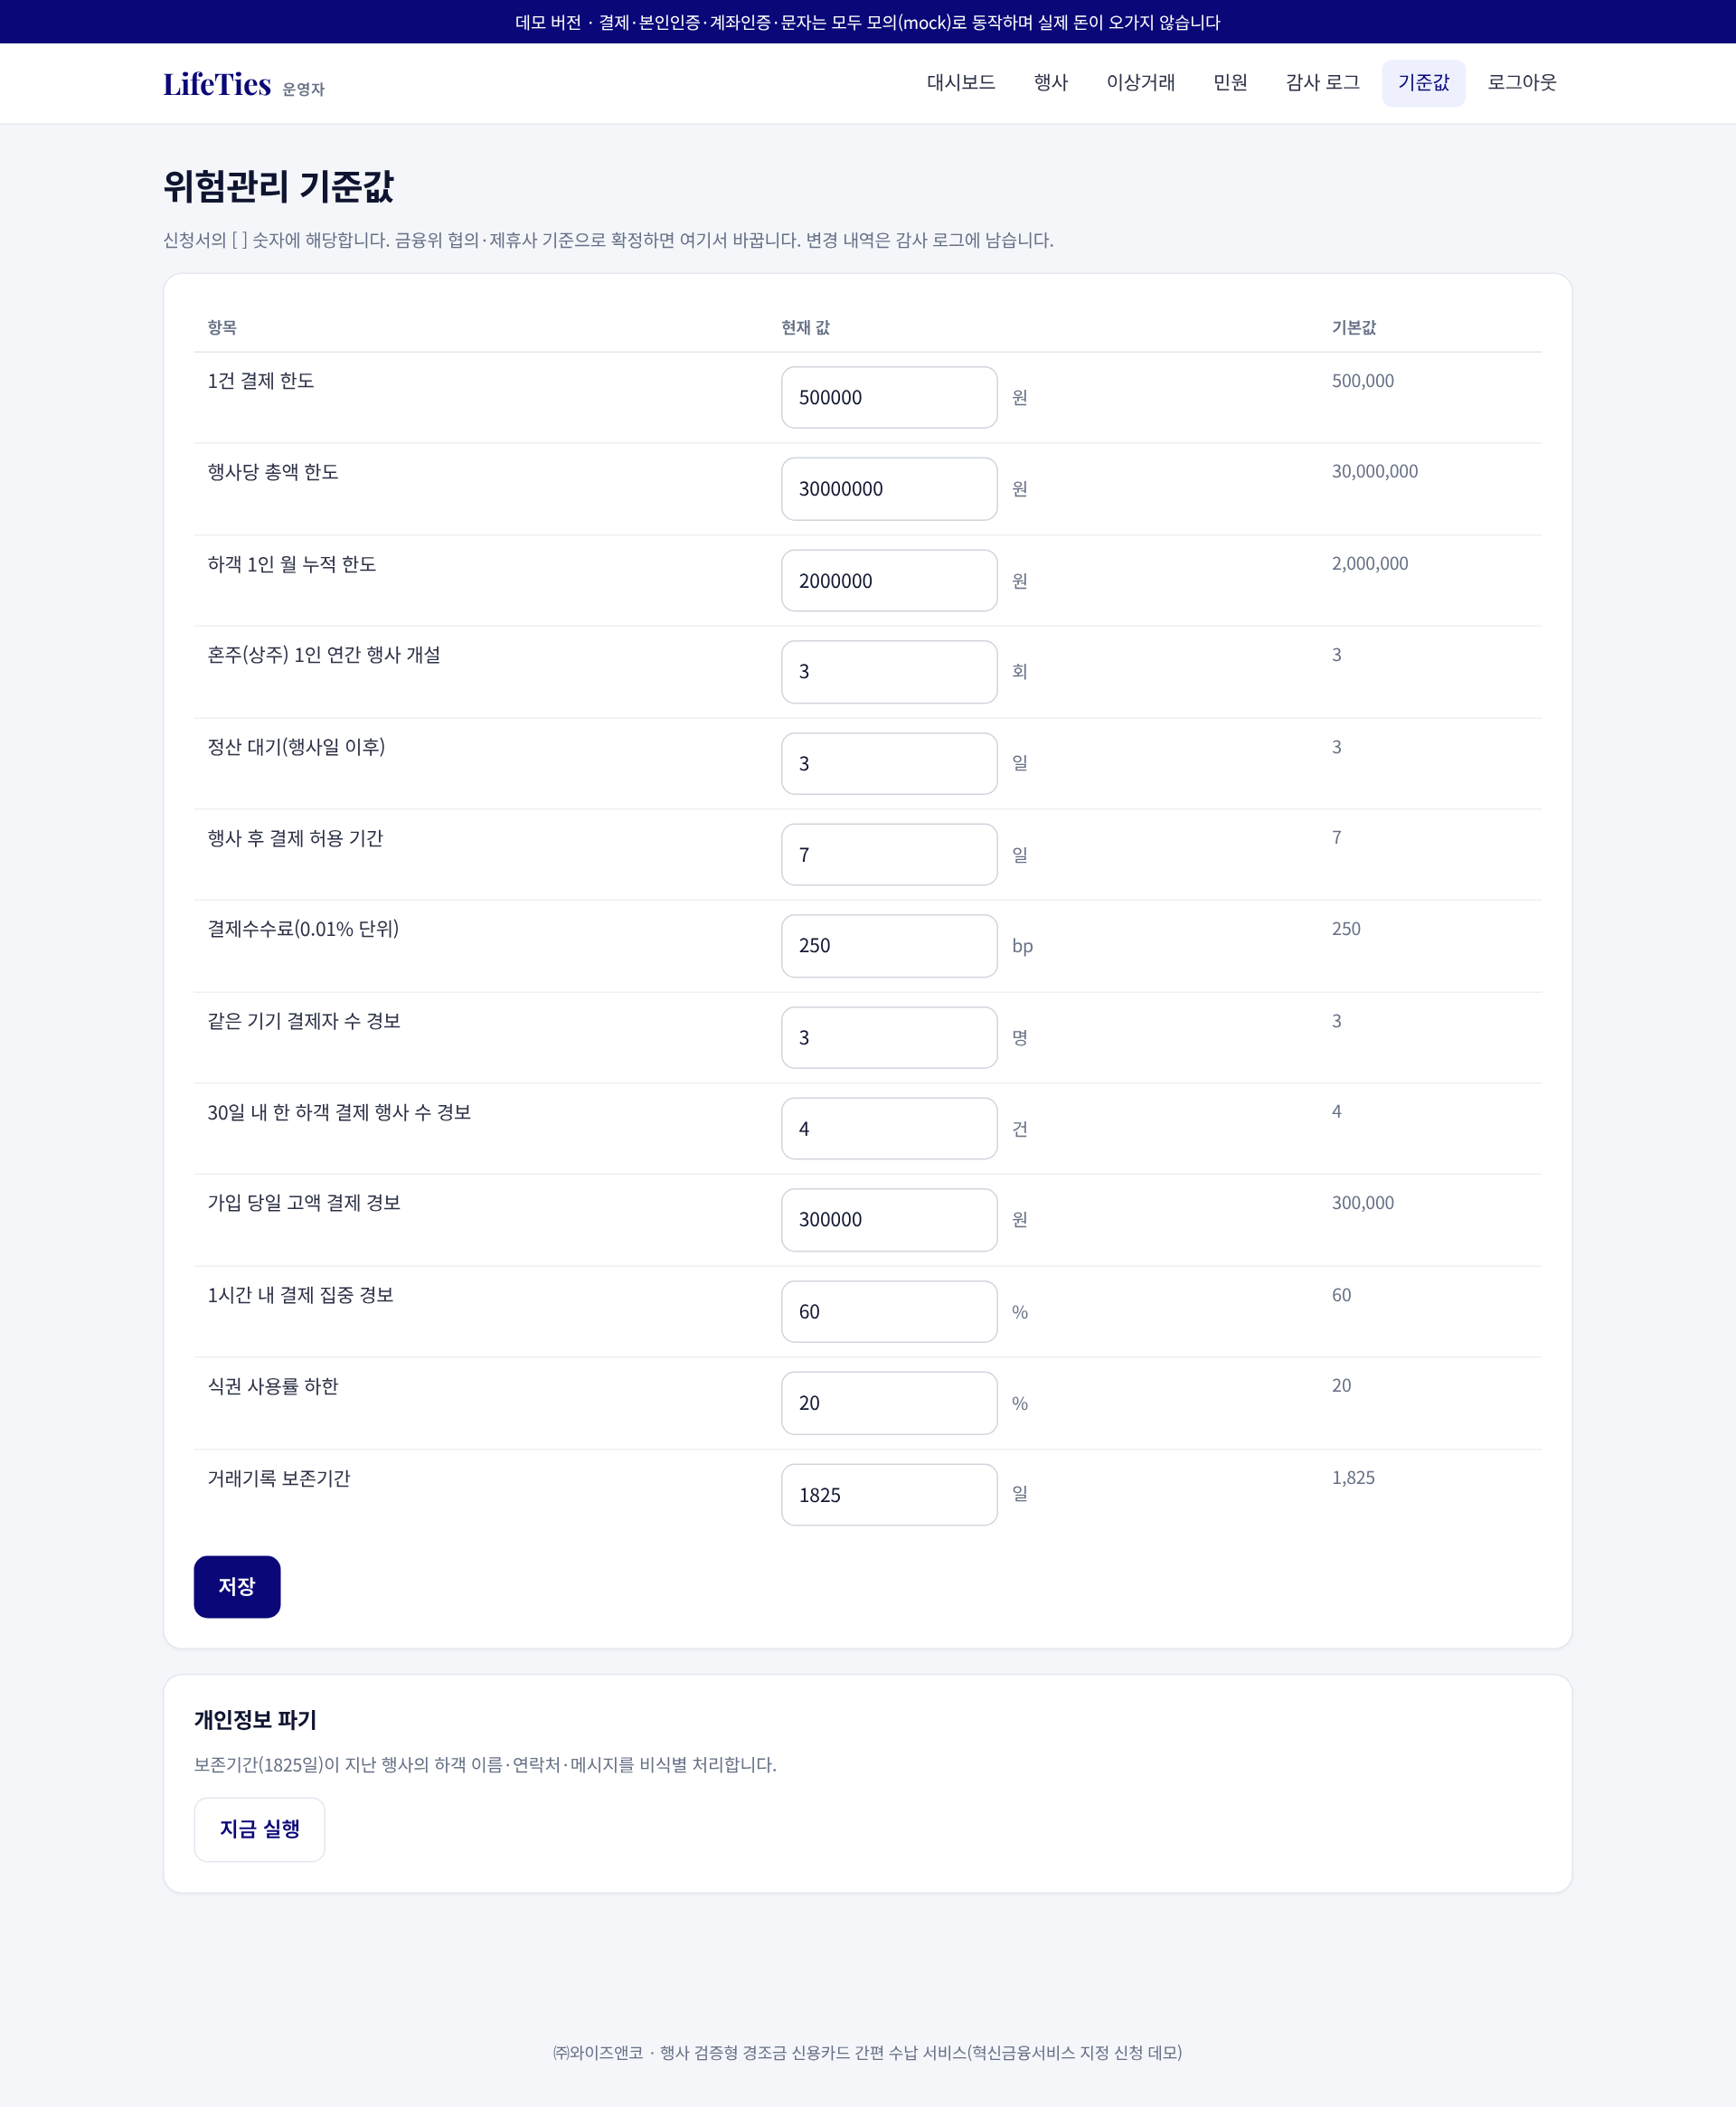 데모 버전 · 결제·본인인증·계좌인증·문자는 모두 모의(mock)로 동작하며 실제 돈이 오가지 않습니다
LifeTies 운영자 대시보드 행사 이상거래 민원 감사 로그 기준값 로그아웃
위험관리 기준값
신청서의 [ ] 숫자에 해당합니다. 금융위 협의·제휴사 기준으로 확정하면 여기서 바꿉니다. 변경 내역은 감사 로그에 남습니다.
항목 현재 값 기본값
1건 결제 한도 500000 원 500,000
행사당 총액 한도 30000000 원 30,000,000
하객 1인 월 누적 한도 2000000 원 2,000,000
혼주(상주) 1인 연간 행사 개설 3 회 3
정산 대기(행사일 이후) 3 일 3
행사 후 결제 허용 기간 7 일 7
결제수수료(0.01% 단위) 250 bp 250
같은 기기 결제자 수 경보 3 명 3
30일 내 한 하객 결제 행사 수 경보 4 건 4
가입 당일 고액 결제 경보 300000 원 300,000
1시간 내 결제 집중 경보 60 % 60
식권 사용률 하한 20 % 20
거래기록 보존기간 1825 일 1,825
저장
개인정보 파기
보존기간(1825일)이 지난 행사의 하객 이름·연락처·메시지를 비식별 처리합니다.
지금 실행
㈜와이즈앤코 · 행사 검증형 경조금 신용카드 간편 수납 서비스(혁신금융서비스 지정 신청 데모)